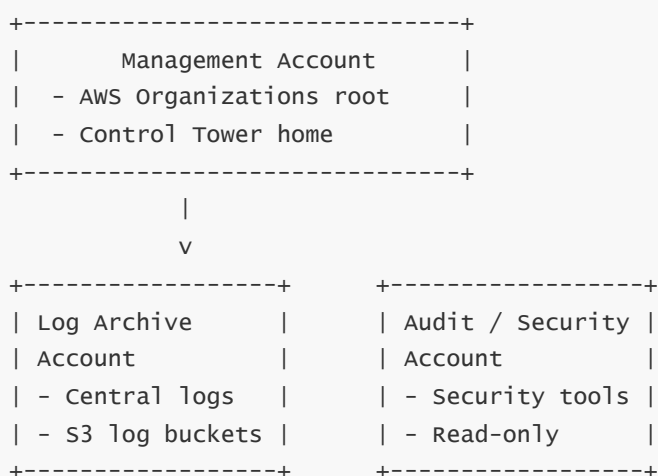 Management Account
- AWS Organizations root
- Control Tower home
Log Archive
Account
- Central logs
- S3 log buckets
Audit / Security
Account
- Security tools
- Read-only